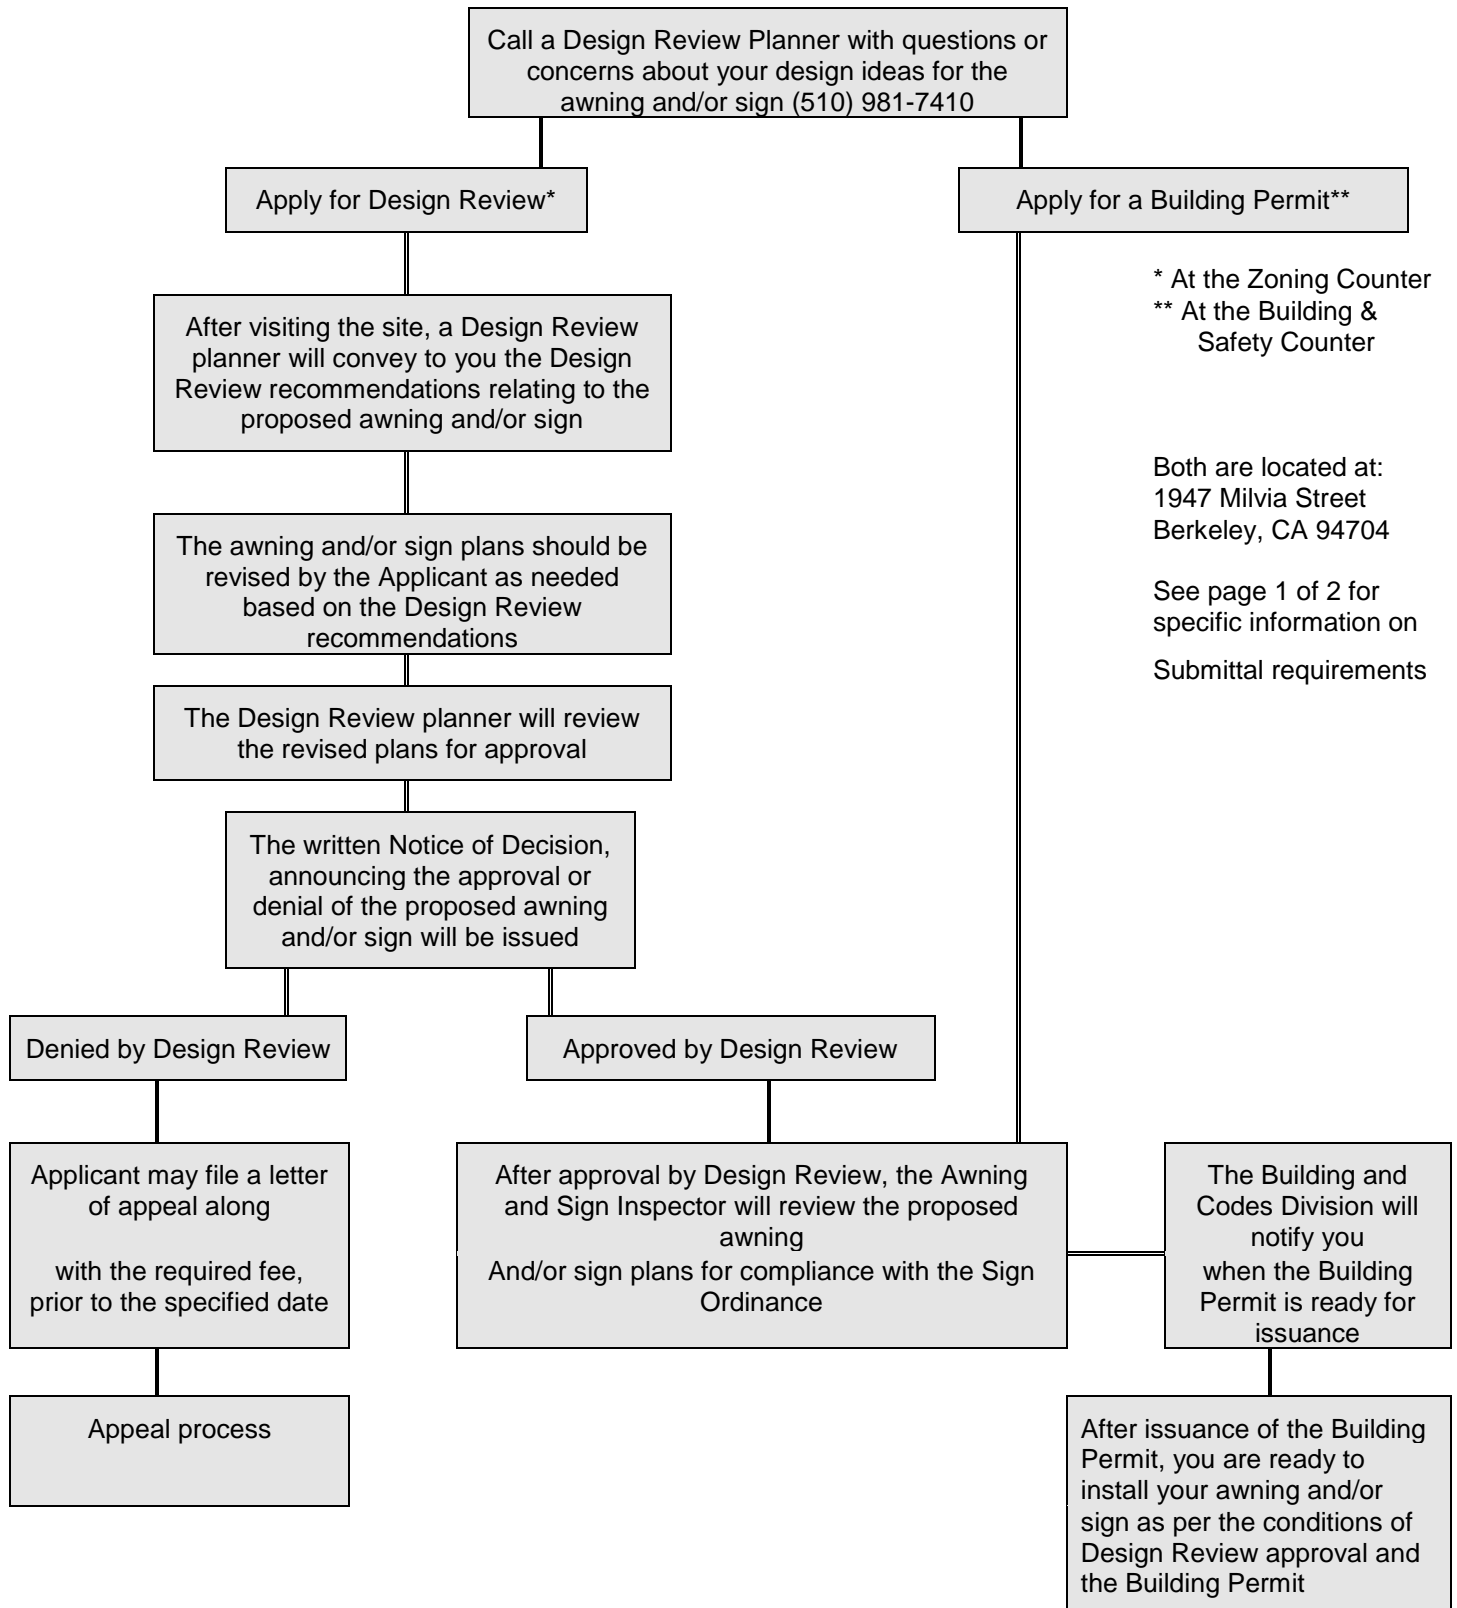 Call a Design Review Planner with questions or
concerns about your design ideas for the
awning and/or sign (510) 981-7410
Apply for Design Review*
Apply for a Building Permit**
* At the Zoning Counter
** At the Building &
Safety Counter
After visiting the site, a Design Review
planner will convey to you the Design
Review recommendations relating to the
proposed awning and/or sign
Both are located at:
1947 Milvia Street
Berkeley, CA 94704
See page 1 of 2 for
specific information on
Submittal requirements
The awning and/or sign plans should be
revised by the Applicant as needed
based on the Design Review
recommendations
The Design Review planner will review
the revised plans for approval
The written Notice of Decision,
announcing the approval or
denial of the proposed awning
and/or sign will be issued
Denied by Design Review
Approved by Design Review
Applicant may file a letter
of appeal along
with the required fee,
prior to the specified date
After approval by Design Review, the Awning
and Sign Inspector will review the proposed
awning
And/or sign plans for compliance with the Sign
Ordinance
The Building and
Codes Division will
notify you
when the Building
Permit is ready for
issuance
Appeal process
After issuance of the Building
Permit, you are ready to
install your awning and/or
sign as per the conditions of
Design Review approval and
the Building Permit